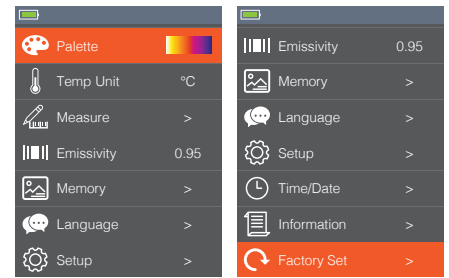 Palette
Temp Unit °C
Measure >
Emissivity 0.95
Memory >
Language >
Setup >
Emissivity 0.95
Memory >
Language >
Setup >
Time/Date >
Information >
Factory Set >